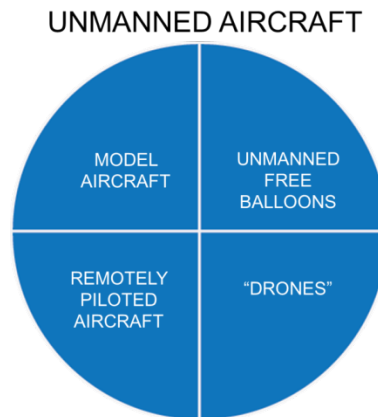 UNMANNED AIRCRAFT
MODEL
AIRCRAFT
UNMANNED
FREE
BALLOONS
REMOTELY
PILOTED
AIRCRAFT
“DRONES”